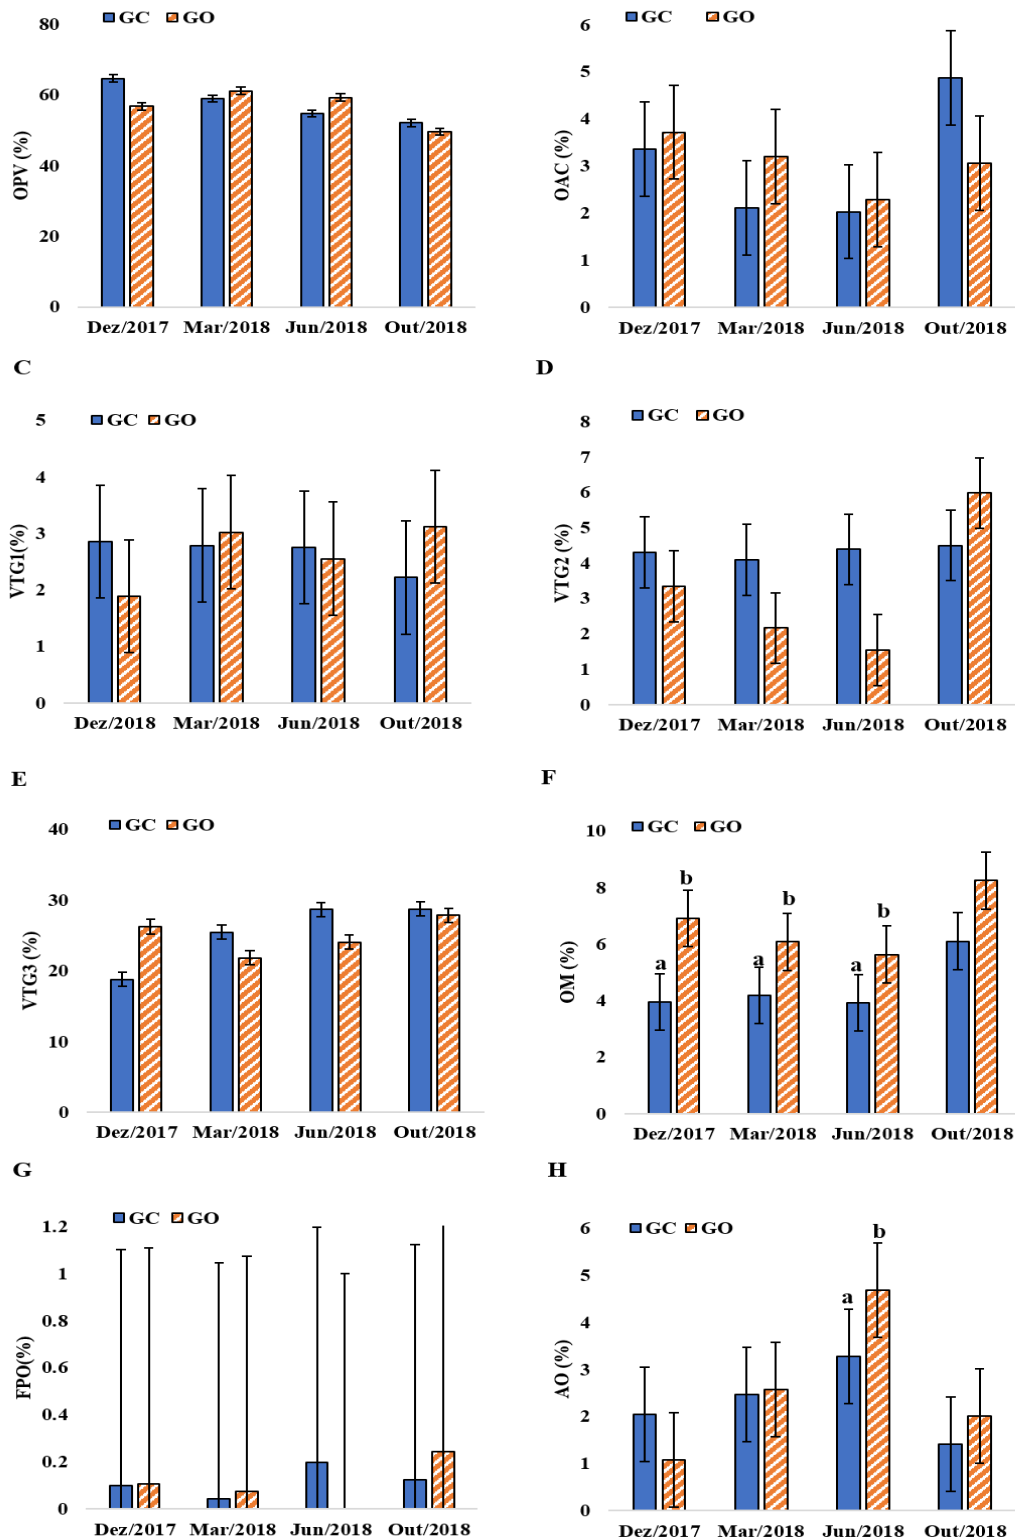 GC GO
80
60
40
20
0
OPV (%)
Dez/2017 Mar/2018 Jun/2018 Out/2018
GC GO
6
5
4
3
2
1
0
OAC (%)
Dez/2017 Mar/2018 Jun/2018 Out/2018
C
GC GO
5
4
3
2
1
0
VTG1(%)
Dez/2018 Mar/2018 Jun/2018 Out/2018
D
GC GO
8
7
6
5
4
3
2
1
0
VTG2 (%)
Dez/2017 Mar/2018 Jun/2018 Out/2018
E
GC GO
40
30
20
10
0
VTG3 (%)
Dez/2017 Mar/2018 Jun/2018 Out/2018
F
GC GO
10
8
6
4
2
0
OM (%)
a b a b a b
Dez/2017 Mar/2018 Jun/2018 Out/2018
G
GC GO
1.2
1
0.8
0.6
0.4
0.2
0
FPO(%)
Dez/2017 Mar/2018 Jun/2018 Out/2018
H
GC GO
6
5
4
3
2
1
0
AO (%)
a b
Dez/2017 Mar/2018 Jun/2018 Out/2018